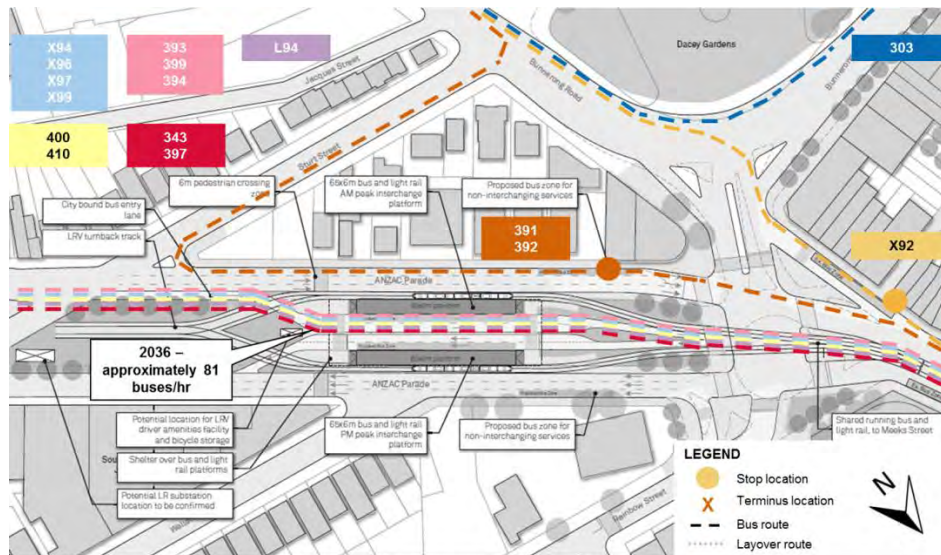 X94
X96
X97
X99
393
399
394
L94
Dacey Gardens
303
Jacques Street
Bunnerong Road
400
410
343
397
Sturt Street
6m pedestrian crossing
zone
65x6m bus and light rail
AM peak interchange
platform
Proposed bus zone for
non-interchanging services
City bound bus entry
lane
LRV turnback track
391
392
X92
ANZAC Parade
2036 –
approximately 81
buses/hr
ANZAC Parade
Potential location for LRV
driver amenities facility
and bicycle storage
65x6m bus and light rail
PM peak interchange
platform
Proposed bus zone for
non-interchanging services
Shared running bus and
light rail, to Meeks Street
Shelter over bus and light
rail platforms
Potential LR substation
location to be confirmed
Rainbow Street
LEGEND
Stop location
X Terminus location
Bus route
Layover route
N